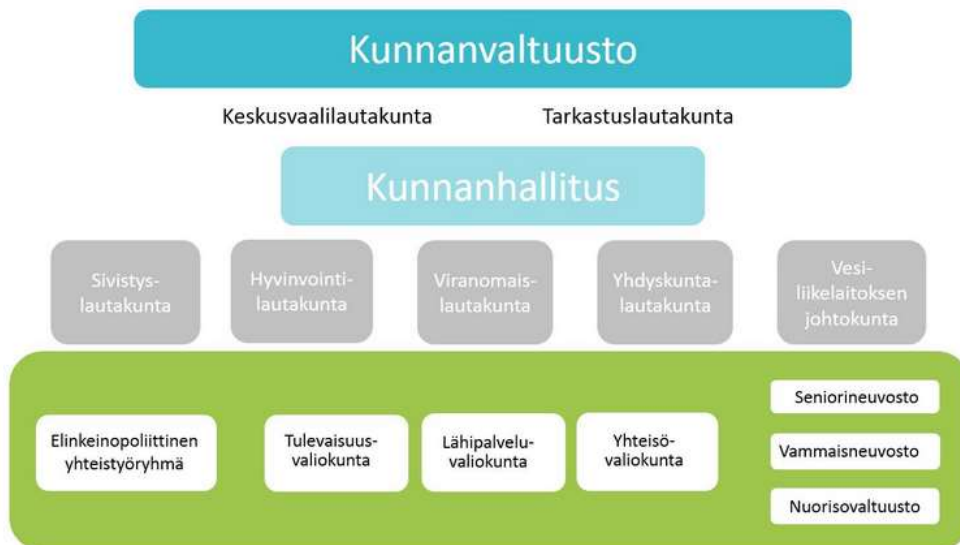 Kunnanvaltuusto
Keskusvaalilautakunta
Tarkastuslautakunta
Kunnanhallitus
Sivistys-
lautakunta
Hyvinvointi-
lautakunta
Viranomais-
lautakunta
Yhdyskunta-
lautakunta
Vesi-
liikelaitoksen
johtokunta
Elinkeinopoliittinen
yhteistyöryhmä
Tulevaisuus-
valiokunta
Lähipalvelu-
valiokunta
Yhteisö-
valiokunta
Seniorineuvosto
Vammaisneuvosto
Nuorisovaltuusto